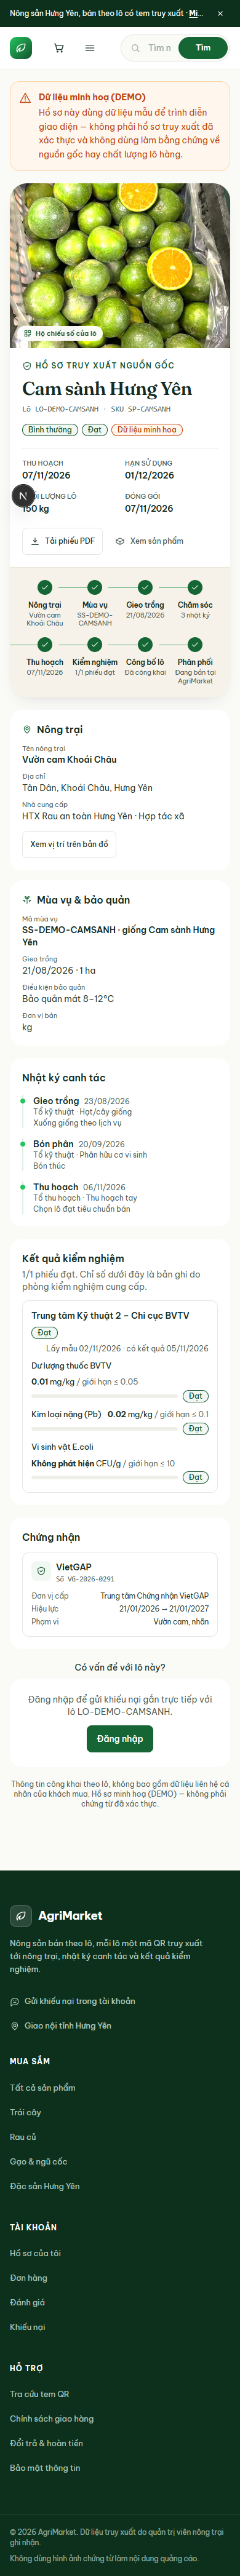 Nông sản Hưng Yên, bán theo lô có tem truy xuất · Mi...
Tìm n
Tìm
Dữ liệu minh hoạ (DEMO)
Hồ sơ này dùng dữ liệu mẫu để trình diễn
giao diện — không phải hồ sơ truy xuất đã
xác thực và không dùng làm bằng chứng về
nguồn gốc hay chất lượng lô hàng.
Hộ chiếu số của lô
HỒ SƠ TRUY XUẤT NGUỒN GỐC
Cam sành Hưng Yên
Lô LO-DEMO-CAMSANH · SKU SP-CAMSANH
Bình thường
Đạt
Dữ liệu minh hoạ
THU HOẠCH
HẠN SỬ DỤNG
07/11/2026
01/12/2026
N
ỐI LƯỢNG LÔ
ĐÓNG GÓI
150 kg
07/11/2026
Tải phiếu PDF
Xem sản phẩm
Nông trại
Mùa vụ
Gieo trồng
Chăm sóc
Vườn cam
SS-DEMO-
21/08/2026
3 nhật ký
Khoái Châu
CAMSANH
Thu hoạch
Kiểm nghiệm
Công bố lô
Phân phối
07/11/2026
1/1 phiếu đạt
Đã công khai
Đang bán tại
AgriMarket
Nông trại
Tên nông trại
Vườn cam Khoái Châu
Địa chỉ
Tân Dân, Khoái Châu, Hưng Yên
Nhà cung cấp
HTX Rau an toàn Hưng Yên · Hợp tác xã
Xem vị trí trên bản đồ
Mùa vụ & bảo quản
Mã mùa vụ
SS-DEMO-CAMSANH · giống Cam sành Hưng
Yên
Gieo trồng
21/08/2026 · 1 ha
Điều kiện bảo quản
Bảo quản mát 8–12°C
Đơn vị bán
kg
Nhật ký canh tác
Gieo trồng 23/08/2026
Tổ kỹ thuật · Hạt/cây giống
Xuống giống theo lịch vụ
Bón phân 20/09/2026
Tổ kỹ thuật · Phân hữu cơ vi sinh
Bón thúc
Thu hoạch 06/11/2026
Tổ thu hoạch · Thu hoạch tay
Chọn lô đạt tiêu chuẩn bán
Kết quả kiểm nghiệm
1/1 phiếu đạt. Chỉ số dưới đây là bản ghi do
phòng kiểm nghiệm cung cấp.
Trung tâm Kỹ thuật 2 – Chi cục BVTV
Đạt
Lấy mẫu 02/11/2026 · có kết quả 05/11/2026
Dư lượng thuốc BVTV
0.01 mg/kg / giới hạn ≤ 0.05
Đạt
Kim loại nặng (Pb) 0.02 mg/kg / giới hạn ≤ 0.1
Đạt
Vi sinh vật E.coli
Không phát hiện CFU/g / giới hạn ≤ 10
Đạt
Chứng nhận
VietGAP
Số VG-2026-0291
Đơn vị cấp Trung tâm Chứng nhận VietGAP
Hiệu lực 21/01/2026 → 21/01/2027
Phạm vi Vườn cam, nhãn
Có vấn đề với lô này?
Đăng nhập để gửi khiếu nại gắn trực tiếp với
lô LO-DEMO-CAMSANH.
Đăng nhập
Thông tin công khai theo lô, không bao gồm dữ liệu liên hệ cá
nhân của khách mua. Hồ sơ minh hoạ (DEMO) — không phải
chứng từ đã xác thực.
AgriMarket
Nông sản bán theo lô, mỗi lô một mã QR truy xuất
tới nông trại, nhật ký canh tác và kết quả kiểm
nghiệm.
Gửi khiếu nại trong tài khoản
Giao nội tỉnh Hưng Yên
MUA SẮM
Tất cả sản phẩm
Trái cây
Rau củ
Gạo & ngũ cốc
Đặc sản Hưng Yên
TÀI KHOẢN
Hồ sơ của tôi
Đơn hàng
Đánh giá
Khiếu nại
HỖ TRỢ
Tra cứu tem QR
Chính sách giao hàng
Đổi trả & hoàn tiền
Bảo mật thông tin
© 2026 AgriMarket. Dữ liệu truy xuất do quản trị viên nông trại
ghi nhận.
Không dùng hình ảnh chứng từ làm nội dung quảng cáo.